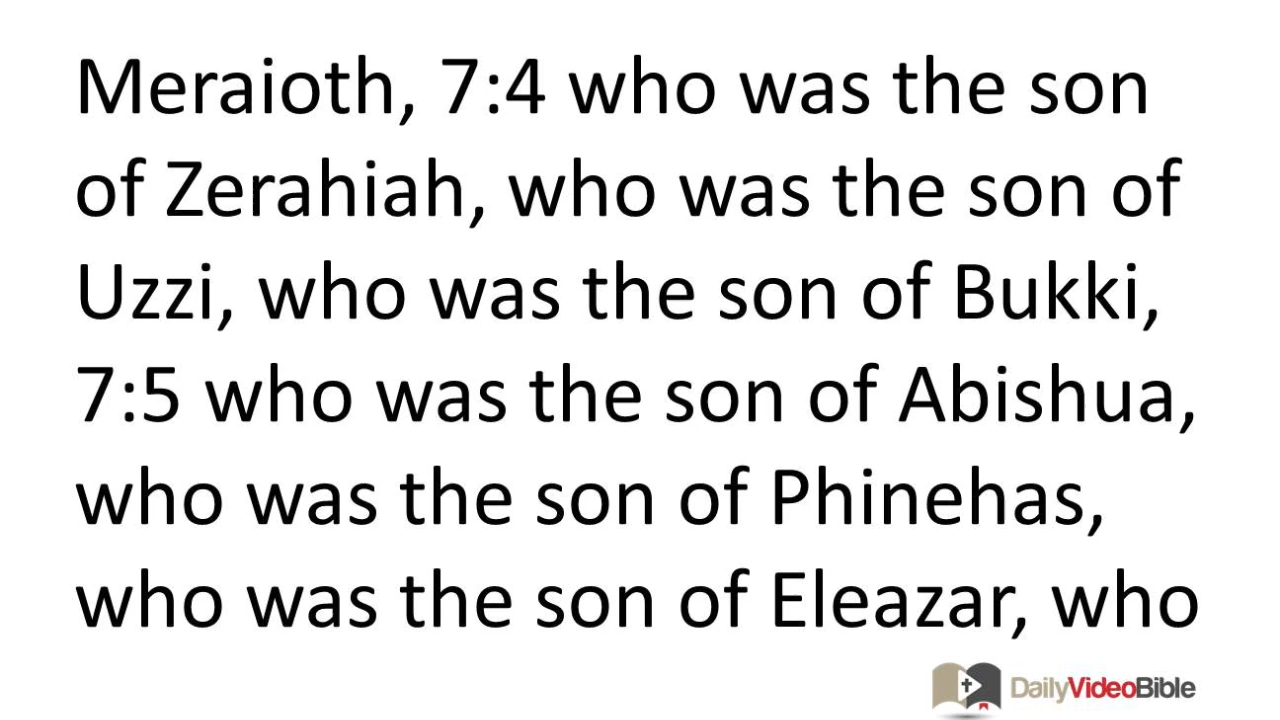 Meraioth, 7:4 who was the son
of Zerahiah, who was the son of
Uzzi, who was the son of Bukki,
7:5 who was the son of Abishua,
who was the son of Phinehas,
who was the son of Eleazar, who
DailyVideoBible